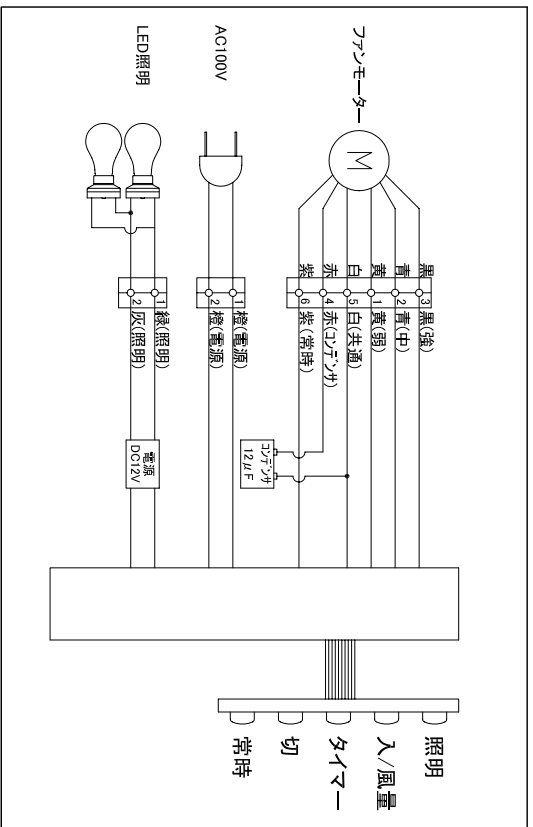 ファンモーター
M
黒
青
黄
白
赤
紫
3
2
1
5
4
6
黒(強)
青(中)
黄(弱)
白(共通)
赤(コンデンサ)
紫(常時)
コンデンサ
12μF
AC100V
1
2
橙(電源)
橙(電源)
LED照明
1
2
緑(照明)
灰(照明)
電源
DC12V
照明
入/風量
タイマー
切
常時